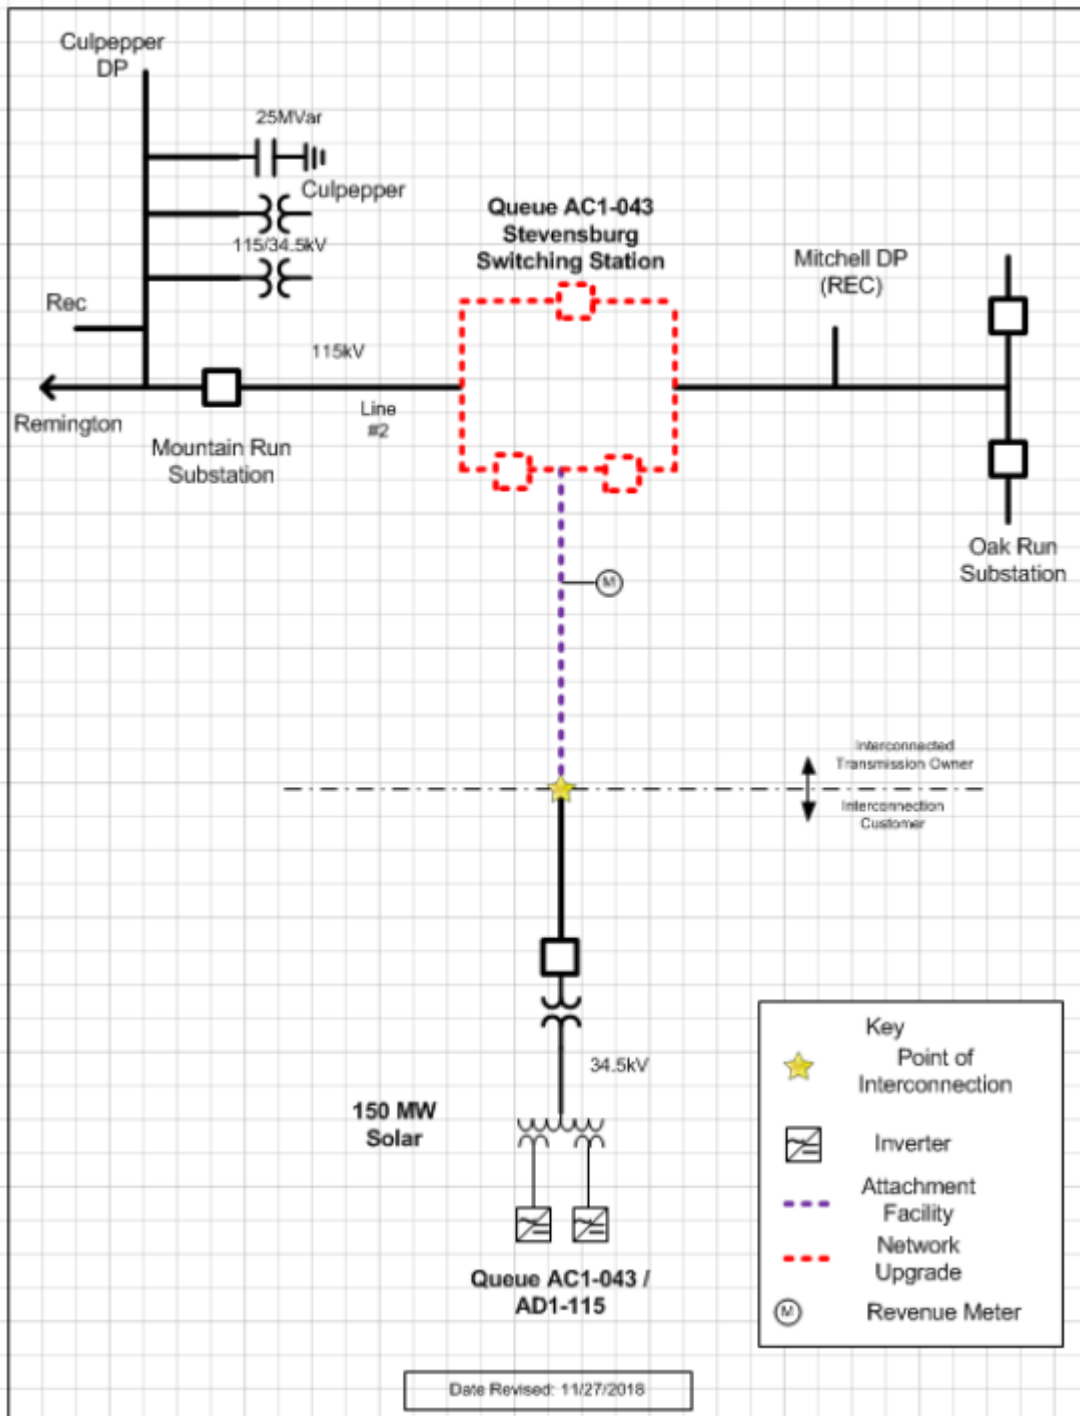 Culpepper
DP
25MVar
Culpepper
115/34.5kV
Rec
115kV
Remington
Mountain Run
Substation
Line
#2
Queue AC1-043
Stevensburg
Switching Station
Mitchell DP
(REC)
Oak Run
Substation
M
Interconnected
Transmission Owner
Interconnection
Customer
34.5kV
150 MW
Solar
Queue AC1-043 /
AD1-115
Key
Point of
Interconnection
Inverter
Attachment
Facility
Network
Upgrade
M
Revenue Meter
Date Revised: 11/27/2018